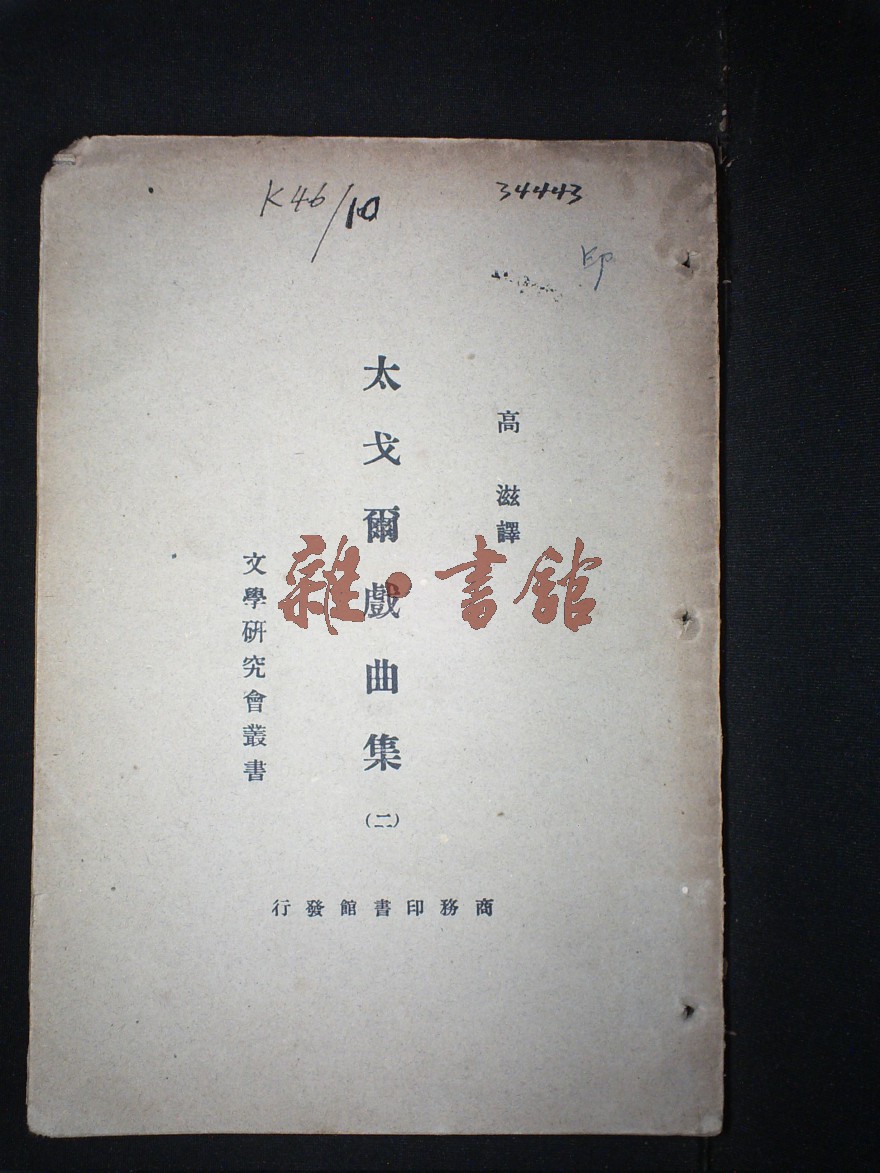 K46/10
34443
印
高滋譯
太戈爾戲曲集(二)
文學研究會叢書
商務印書館發行
雜·書館